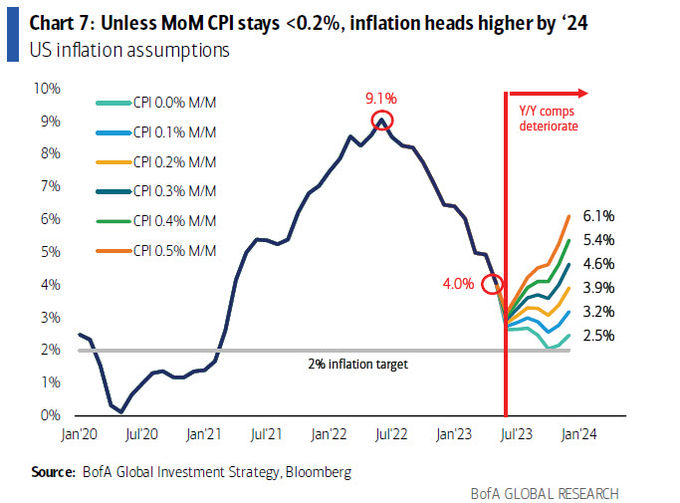 Chart 7: Unless MoM CPI stays <0.2%, inflation heads higher by ‘24
US inflation assumptions
10%
9%
8%
7%
6%
5%
4%
3%
2%
1%
0%
CPI 0.0% M/M
CPI 0.1% M/M
CPI 0.2% M/M
CPI 0.3% M/M
CPI 0.4% M/M
CPI 0.5% M/M
9.1%
4.0%
Y/Y comps
deteriorate
6.1%
5.4%
4.6%
3.9%
3.2%
2.5%
2% inflation target
Jan'20 Jul'20 Jan'21 Jul'21 Jan'22 Jul'22 Jan'23 Jul'23 Jan'24
Source: BofA Global Investment Strategy, Bloomberg
BofA GLOBAL RESEARCH